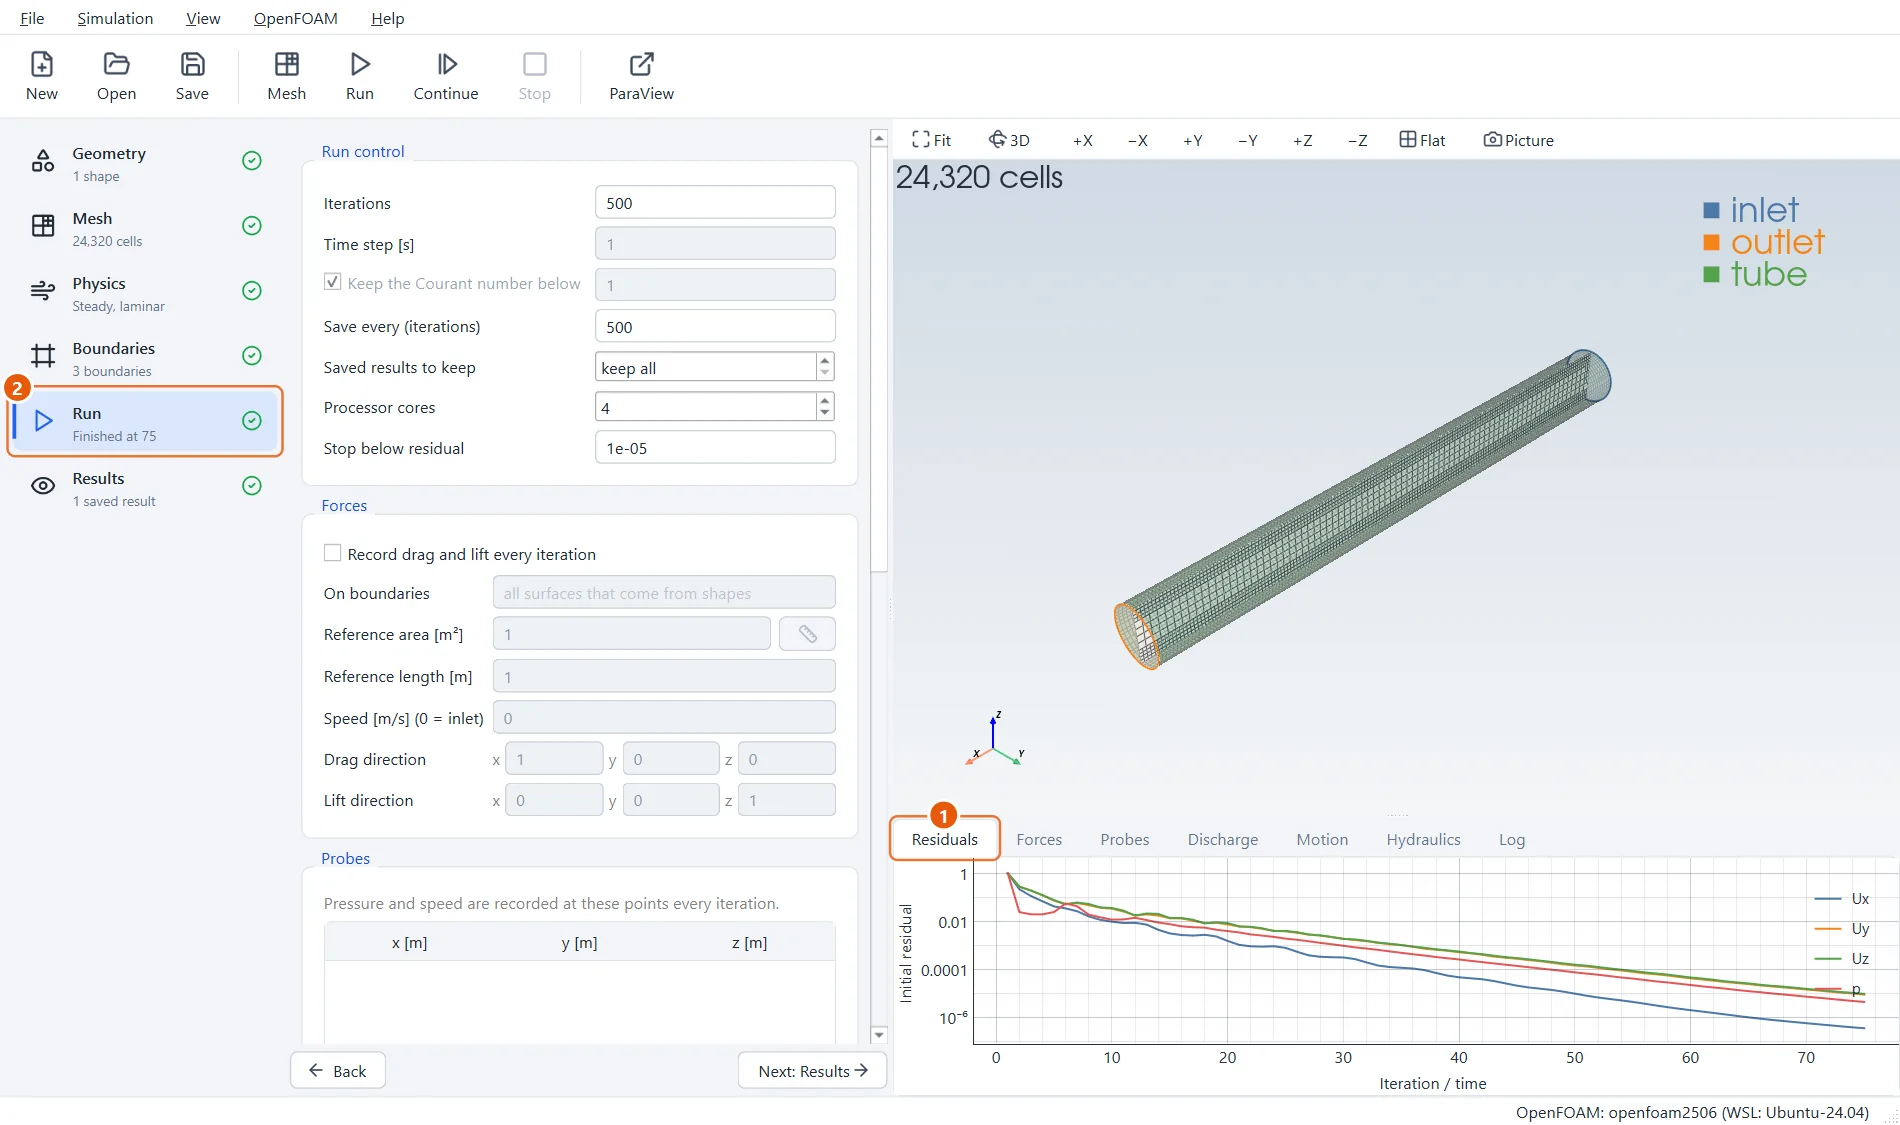 File Simulation View OpenFOAM Help
New Open Save Mesh Run Continue Stop ParaView
Geometry
1 shape
Mesh
24,320 cells
Physics
Steady, laminar
Boundaries
3 boundaries
2
Run
Finished at 75
Results
1 saved result
Run control
Iterations 500
Time step [s] 1
Keep the Courant number below 1
Save every (iterations) 500
Saved results to keep keep all
Processor cores 4
Stop below residual 1e-05
Forces
Record drag and lift every iteration
On boundaries all surfaces that come from shapes
Reference area [m²] 1
Reference length [m] 1
Speed [m/s] (0 = inlet) 0
Drag direction x 1 y 0 z 0
Lift direction x 0 y 0 z 1
Probes
Pressure and speed are recorded at these points every iteration.
x [m] y [m] z [m]
Back Next: Results
Fit 3D +X −X +Y −Y +Z −Z Flat Picture
24,320 cells
inlet
outlet
tube
Z
X Y
1
Residuals Forces Probes Discharge Motion Hydraulics Log
Initial residual
1
0.01
0.0001
10⁻⁶
Ux
Uy
Uz
p
0 10 20 30 40 50 60 70
Iteration / time
OpenFOAM: openfoam2506 (WSL: Ubuntu-24.04)